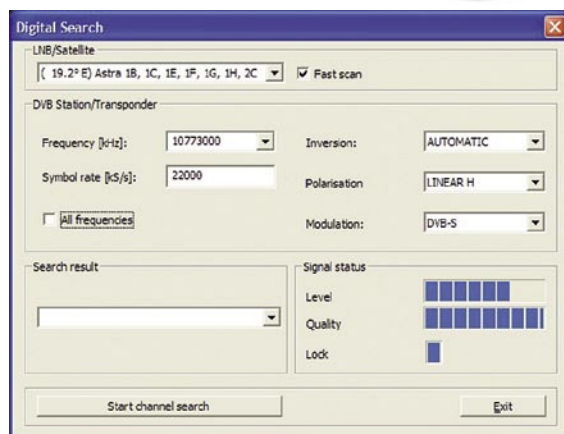 Digital Search
LNB/Satellite
( 19.2° E) Astra 1B, 1C, 1E, 1F, 1G, 1H, 2C
Fast scan
DVB Station/Transponder
Frequency [kHz]: 10773000
Inversion: AUTOMATIC
Symbol rate [kS/s]: 22000
Polarisation LINEAR H
All frequencies
Modulation: DVB-S
Search result
Signal status
Level
Quality
Lock
Start channel search
Exit